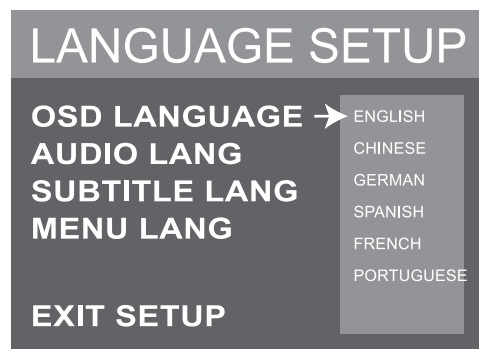 LANGUAGE SETUP
OSD LANGUAGE
AUDIO LANG
SUBTITLE LANG
MENU LANG
EXIT SETUP
ENGLISH
CHINESE
GERMAN
SPANISH
FRENCH
PORTUGUESE